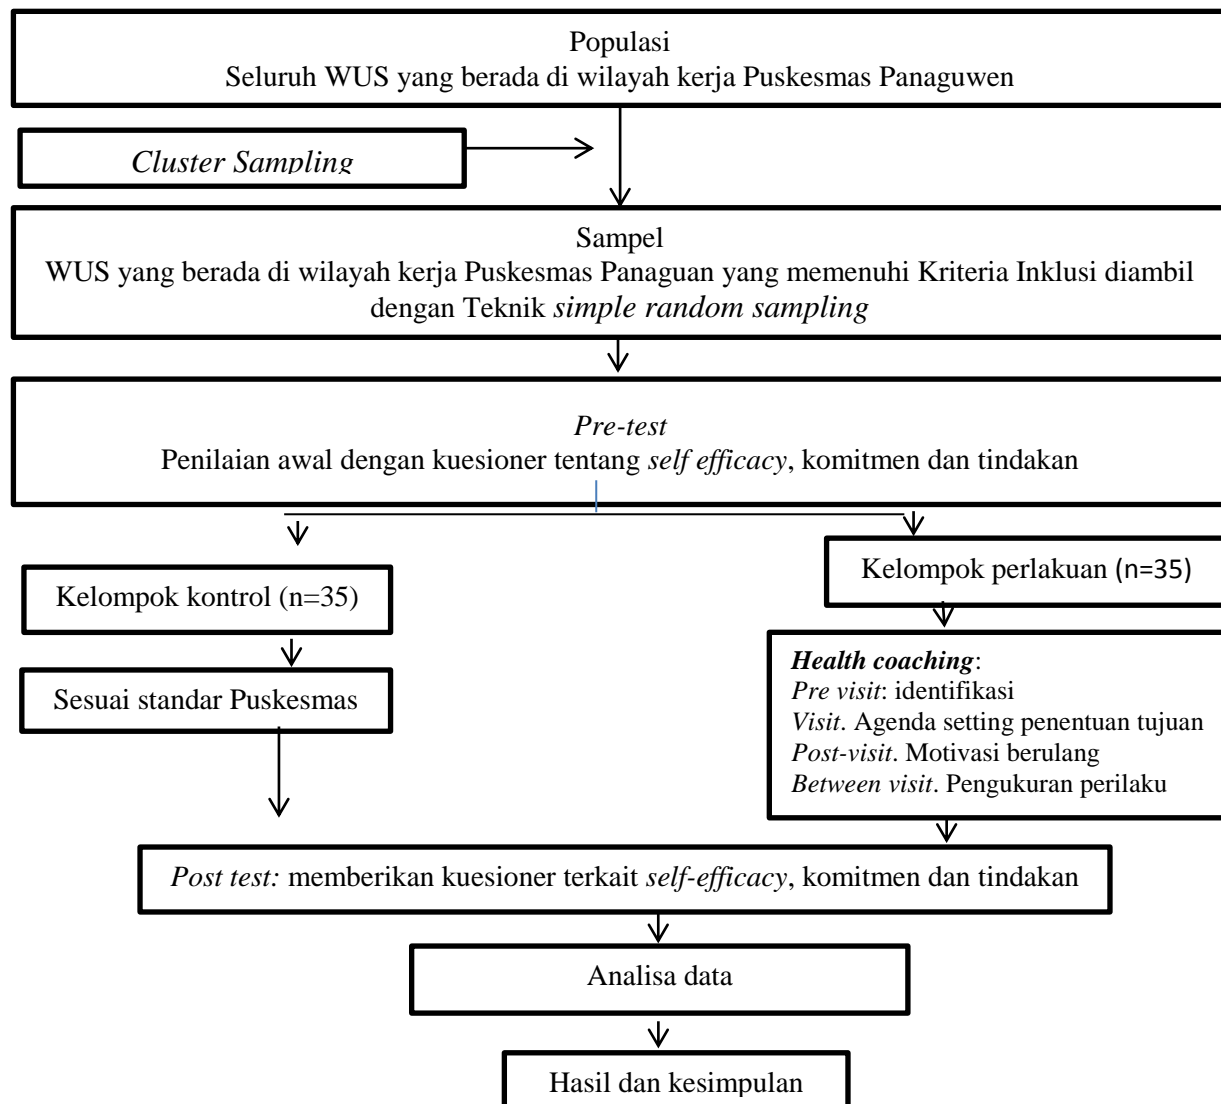 Populasi
Seluruh WUS yang berada di wilayah kerja Puskesmas Panaguwen
Cluster Sampling
Sampel
WUS yang berada di wilayah kerja Puskesmas Panaguan yang memenuhi Kriteria Inklusi diambil
dengan Teknik simple random sampling
Pre-test
Penilaian awal dengan kuesioner tentang self efficacy, komitmen dan tindakan
Kelompok kontrol (n=35)
Kelompok perlakuan (n=35)
Sesuai standar Puskesmas
Health coaching:
Pre visit: identifikasi
Visit. Agenda setting penentuan tujuan
Post-visit. Motivasi berulang
Between visit. Pengukuran perilaku
Post test: memberikan kuesioner terkait self-efficacy, komitmen dan tindakan
Analisa data
Hasil dan kesimpulan